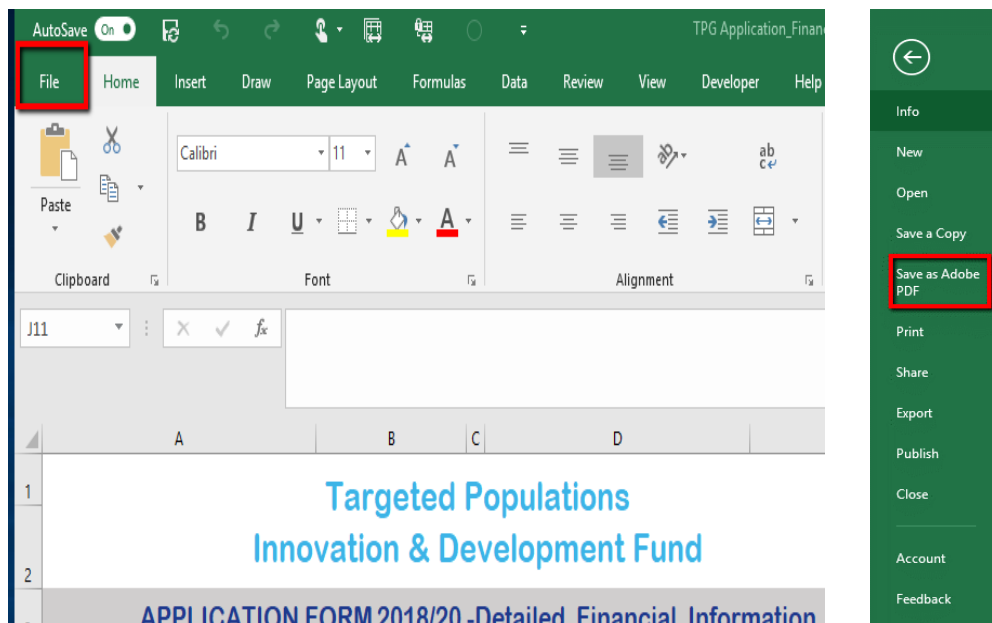 AutoSave On TPG Application_Finan
File Home Insert Draw Page Layout Formulas Data Review View Developer Help
Calibri 11 A A ab c
Paste B I U A
Clipboard Font Alignment
J11 fx
A B C D
1 Targeted Populations
2 Innovation & Development Fund
APPLICATION FORM 2018/20 -Detailed Financial Information
Info
New
Open
Save a Copy
Save as Adobe
PDF
Print
Share
Export
Publish
Close
Account
Feedback